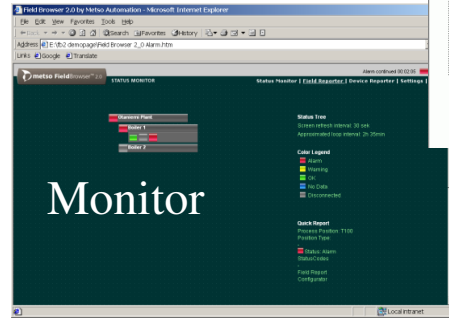 Field Browser 2.0 by Metso Automation - Microsoft Internet Explorer
File Edit View Favorites Tools Help
Back Search Favorites History
Address E:\fb2 demopage\Field Browser 2_0 Alarm.htm
Links Google Translate
Alarm continued 00:02:05
metso FieldBrowser™ 2.0 STATUS MONITOR Status Monitor | Field Reporter | Device Reporter | Settings |
Plant
Boiler 1
Boiler 2
Status Tree
Screen refresh interval: 30 sek
Approximated loop interval: 2h 35min
Color Legend
Alarm
Warning
OK
No Data
Disconnected
Monitor
Quick Report
Process Position T100
Position Type
-
Status: Alarm
StatusCodes
-
Field Report
Configurator
Local intranet